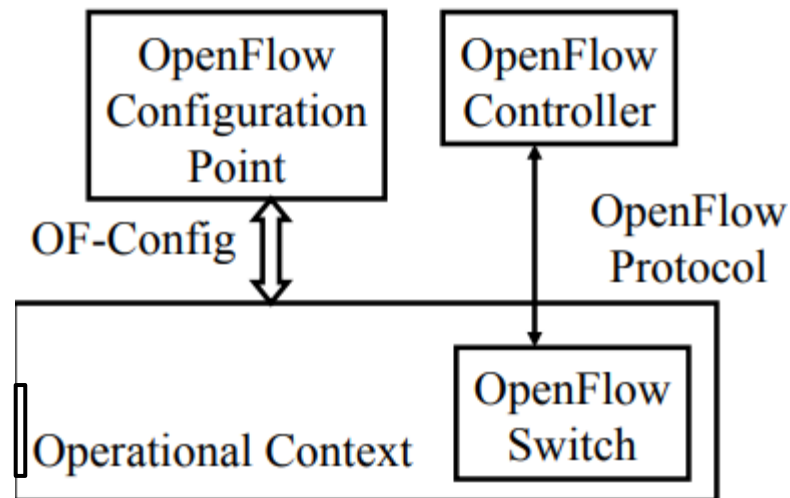 OpenFlow
Configuration
Point
OpenFlow
Controller
OF-Config
OpenFlow
Protocol
OpenFlow
Switch
Operational Context